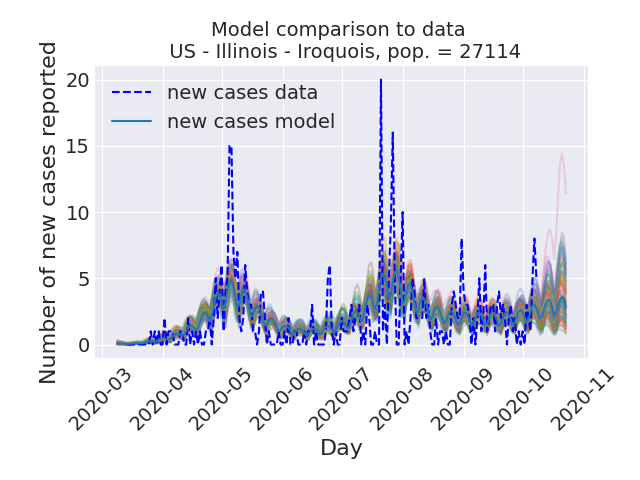 Model comparison to data
US - Illinois - Iroquois, pop. = 27114
Number of new cases reported
20
15
10
5
0
new cases data
new cases model
2020-03
2020-04
2020-05
2020-06
2020-07
2020-08
2020-09
2020-10
2020-11
Day